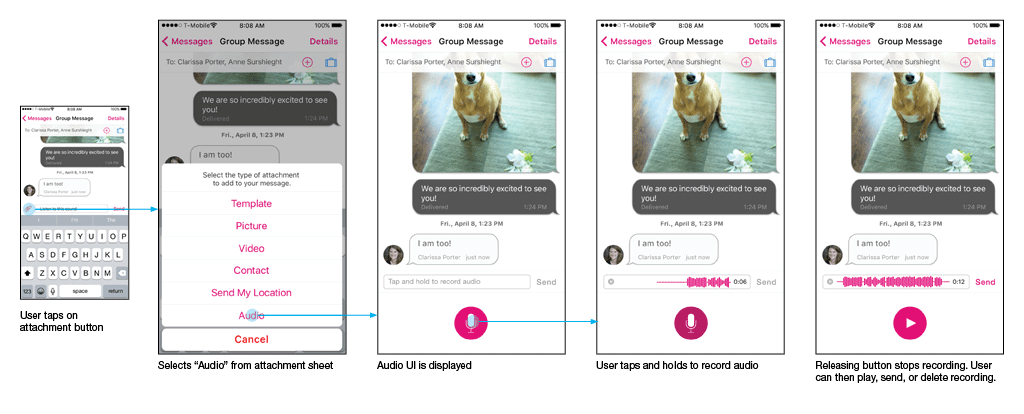 T-Mobile 8:08 AM 100%
Messages Group Message Details
To: Clarissa Porter, Anne Surshieght
We are so incredibly excited to see
you!
Delivered 1:24 PM
Fri., April 8, 1:23 PM
I am too!
Clarissa Porter just now
Listen to this sound Send
I I'm The
Q W E R T Y U I O P
A S D F G H J K L
Z X C V B N M
123 space return
User taps on
attachment button
T-Mobile 8:08 AM 100%
Messages Group Message Details
To: Clarissa Porter, Anne Surshieght
We are so incredibly excited to see
you!
Delivered 1:24 PM
Fri., April 8, 1:23 PM
I am too!
Select the type of attachment
to add to your message.
Template
Picture
Video
Contact
Send My Location
Audio
Cancel
Selects “Audio” from attachment sheet
T-Mobile 8:08 AM 100%
Messages Group Message Details
To: Clarissa Porter, Anne Surshieght
We are so incredibly excited to see
you!
Delivered 1:24 PM
Fri., April 8, 1:23 PM
I am too!
Clarissa Porter just now
Tap and hold to record audio Send
Audio UI is displayed
T-Mobile 8:08 AM 100%
Messages Group Message Details
To: Clarissa Porter, Anne Surshieght
We are so incredibly excited to see
you!
Delivered 1:24 PM
Fri., April 8, 1:23 PM
I am too!
Clarissa Porter just now
0:06 Send
User taps and holds to record audio
T-Mobile 8:08 AM 100%
Messages Group Message Details
To: Clarissa Porter, Anne Surshieght
We are so incredibly excited to see
you!
Delivered 1:24 PM
Fri., April 8, 1:23 PM
I am too!
Clarissa Porter just now
0:12 Send
Releasing button stops recording. User
can then play, send, or delete recording.